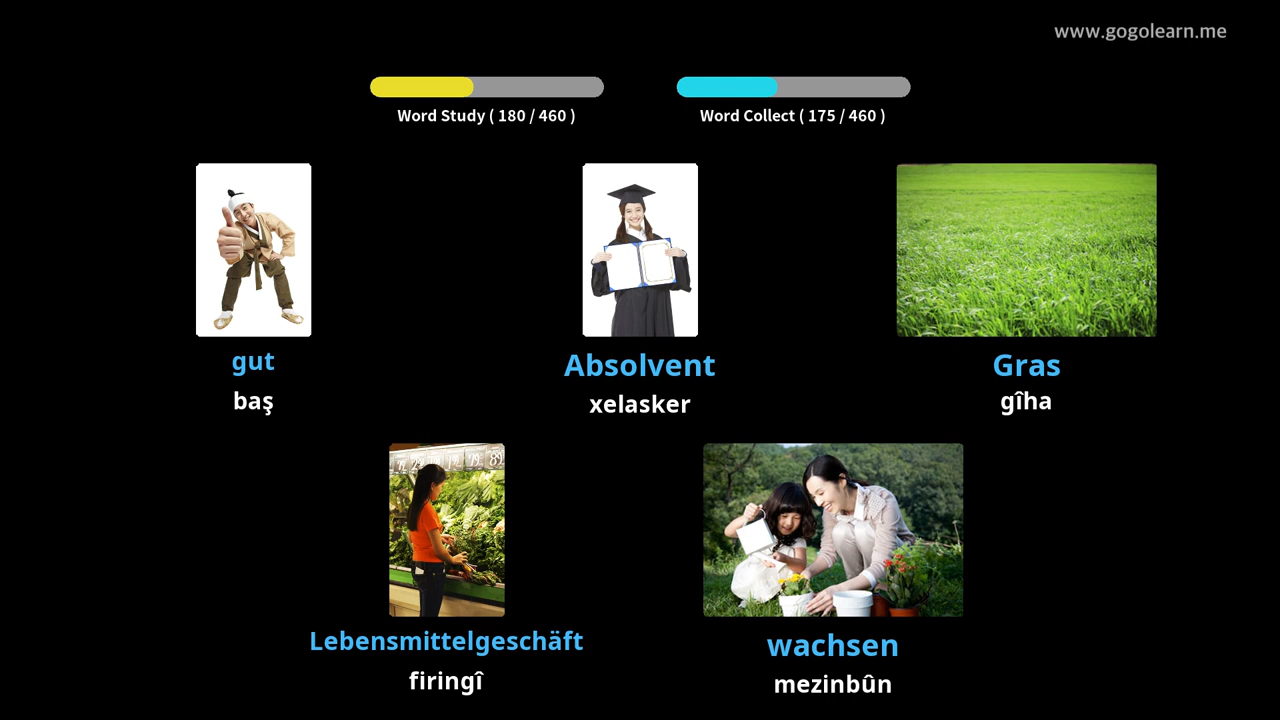 www.gogolearn.me
Word Study ( 180 / 460 )
Word Collect ( 175 / 460 )
gut
baş
Absolvent
xelasker
Gras
gîha
Lebensmittelgeschäft
firingî
wachsen
mezinbûn